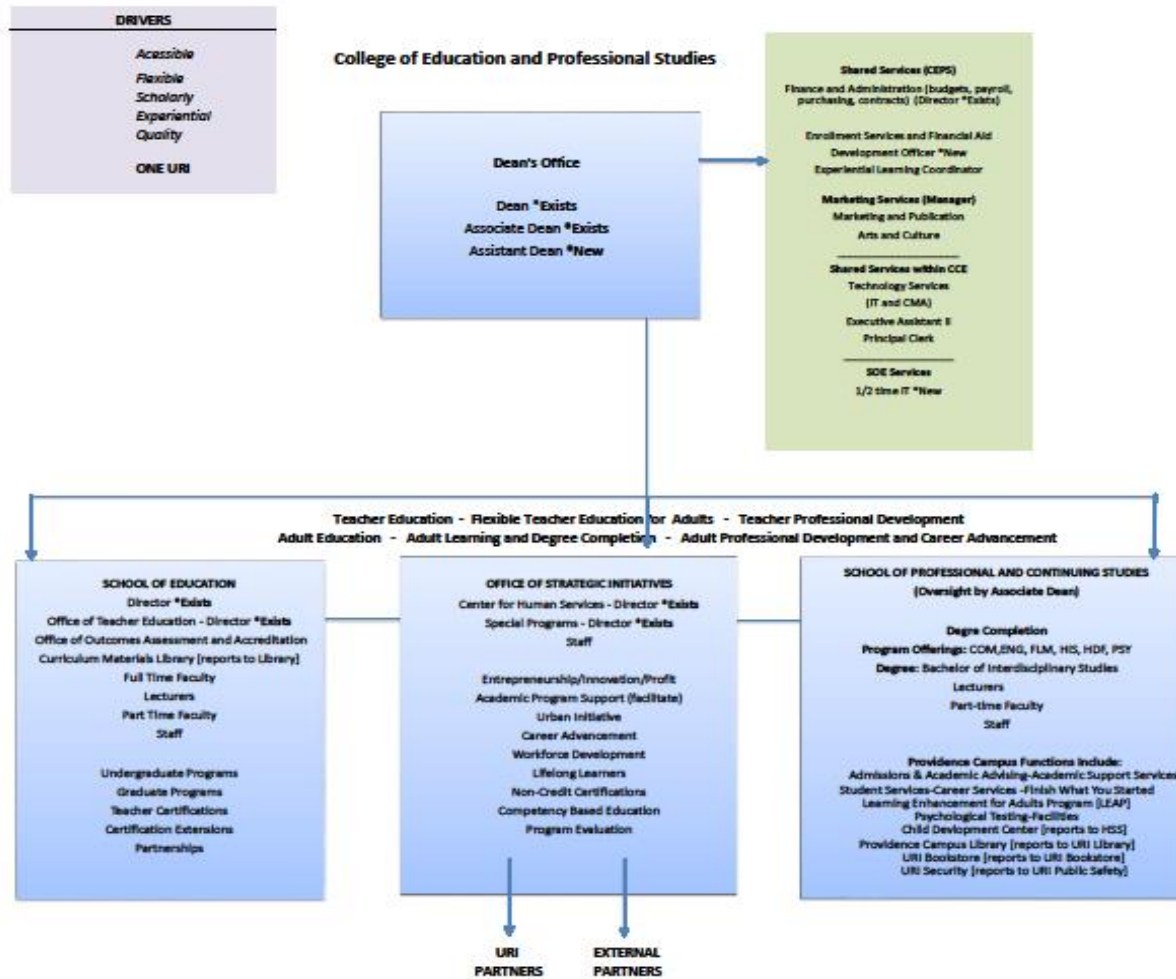 DRIVERS
Acessible
Flexible
Scholarly
Experiential
Quality
ONE URI
College of Education and Professional Studies
Dean's Office
Dean *Exists
Associate Dean *Exists
Assistant Dean *New
Shared Services (CEPS)
Finance and Administration (budgets, payroll,
purchasing, contracts) (Director *Exists)
Enrollment Services and Financial Aid
Development Officer *New
Experiential Learning Coordinator
Marketing Services (Manager)
Marketing and Publication
Arts and Culture
Shared Services within CCE
Technology Services
(IT and CMA)
Executive Assistant II
Principal Clerk
SOE Services
1/2 time IT *New
Teacher Education - Flexible Teacher Education for Adults - Teacher Professional Development
Adult Education - Adult Learning and Degree Completion - Adult Professional Development and Career Advancement
SCHOOL OF EDUCATION
Director *Exists
Office of Teacher Education - Director *Exists
Office of Outcomes Assessment and Accreditation
Curriculum Materials Library [reports to Library]
Full Time Faculty
Lecturers
Part Time Faculty
Staff
Undergraduate Programs
Graduate Programs
Teacher Certifications
Certification Extensions
Partnerships
OFFICE OF STRATEGIC INITIATIVES
Center for Human Services - Director *Exists
Special Programs - Director *Exists
Staff
Entrepreneurship/Innovation/Profit
Academic Program Support (facilitate)
Urban Initiative
Career Advancement
Workforce Development
Lifelong Learners
Non-Credit Certifications
Competency Based Education
Program Evaluation
SCHOOL OF PROFESSIONAL AND CONTINUING STUDIES
(Oversight by Associate Dean)
Degre Completion
Program Offerings: COM,ENG, FLM, HIS, HDF, PSY
Degree: Bachelor of Interdisciplinary Studies
Lecturers
Part-time Faculty
Staff
Providence Campus Functions Include:
Admissions & Academic Advising-Academic Support Services
Student Services-Career Services -Finish What You Started
Learning Enhancement for Adults Program [LEAP]
Psychological Testing-Facilities
Child Devlopment Center [reports to HSS]
Providence Campus Library [reports to URI Library]
URI Bookstore [reports to URI Bookstore]
URI Security [reports to URI Public Safety]
URI
PARTNERS
EXTERNAL
PARTNERS